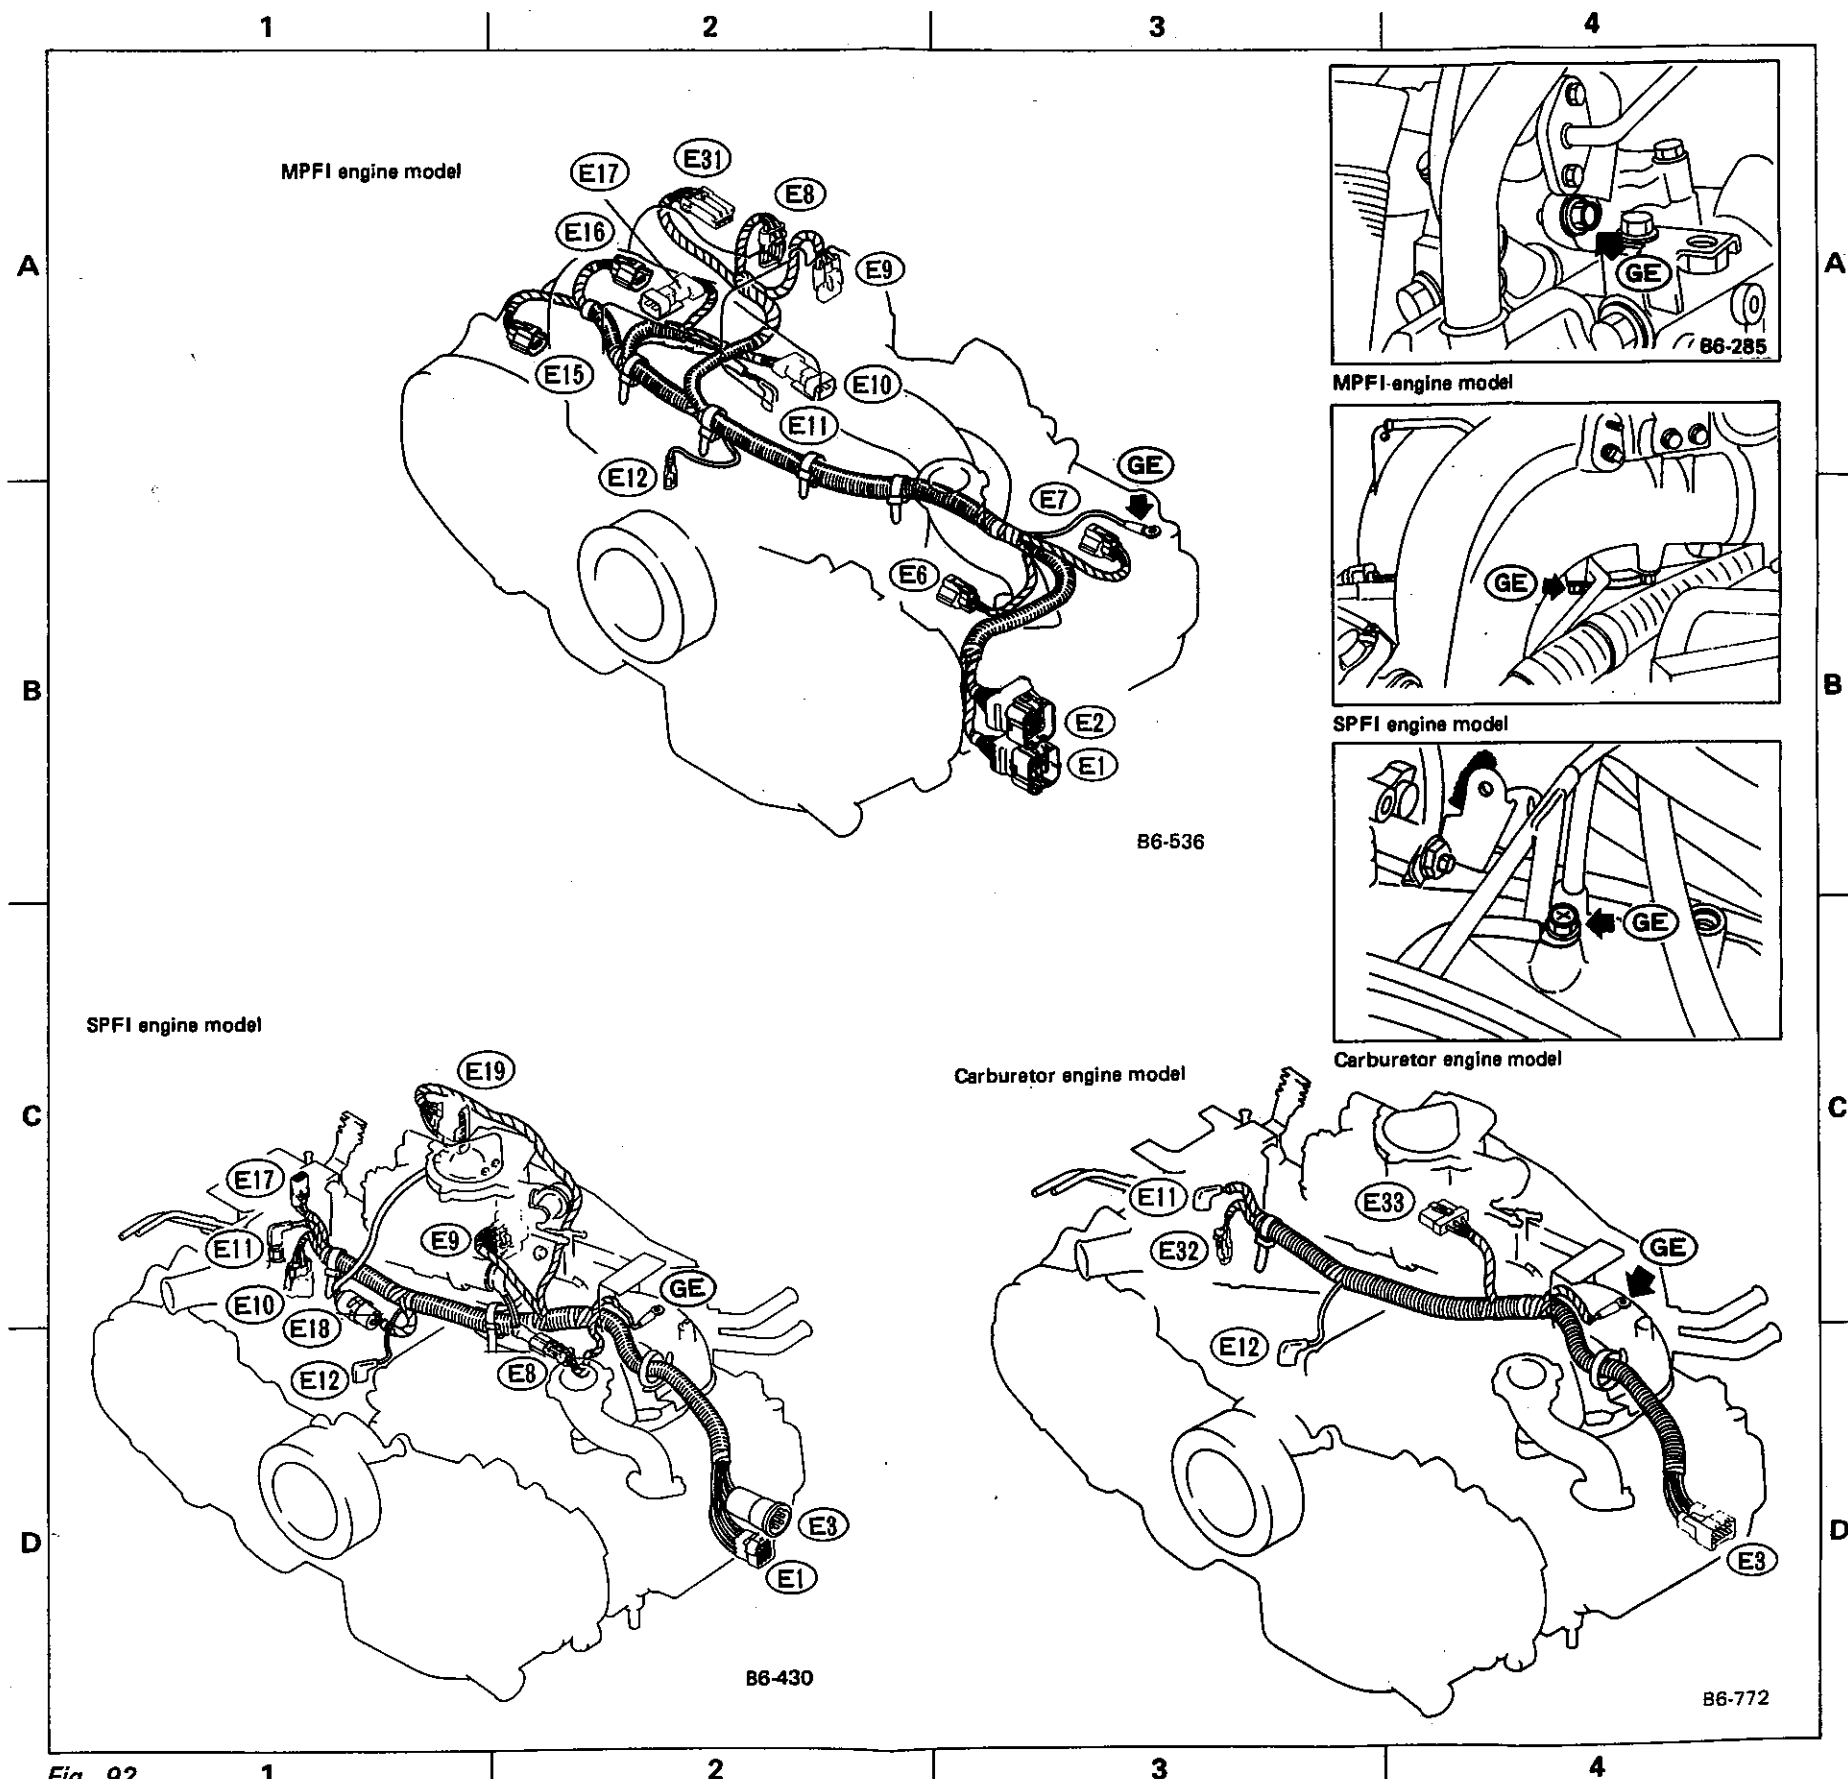 1 2 3 4
A
B
C
D
MPFI engine model
E31
E17
E8
E16
E9
E15
E10
E11
E12
GE
E7
E6
E2
E1
B6-536
GE
B6-285
MPFI engine model
GE
SPFI engine model
GE
Carburetor engine model
SPFI engine model
E19
E17
E11
E9
E10
E18
GE
E12
E8
E3
E1
B6-430
Carburetor engine model
E11
E33
E32
GE
E12
E3
B6-772
A
B
C
D
Fig. 92
1 2 3 4